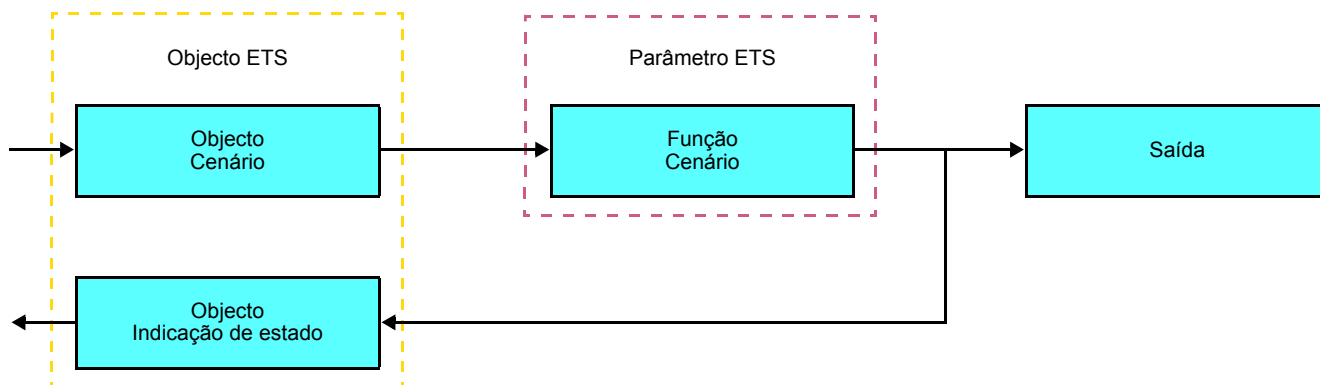 Objecto ETS
Parâmetro ETS
Objecto
Cenário
Função
Cenário
Saída
Objecto
Indicação de estado